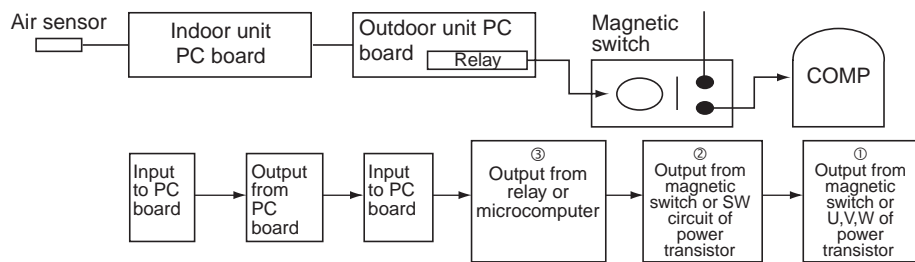 Air sensor
Indoor unit
PC board
Outdoor unit PC
board
Relay
Magnetic
switch
COMP
Input
to PC
board
Output
from
PC
board
Input
to PC
board
③
Output from
relay or
microcomputer
②
Output from
magnetic
switch or SW
circuit of
power
transistor
①
Output from
magnetic
switch or
U,V,W of
power
transistor